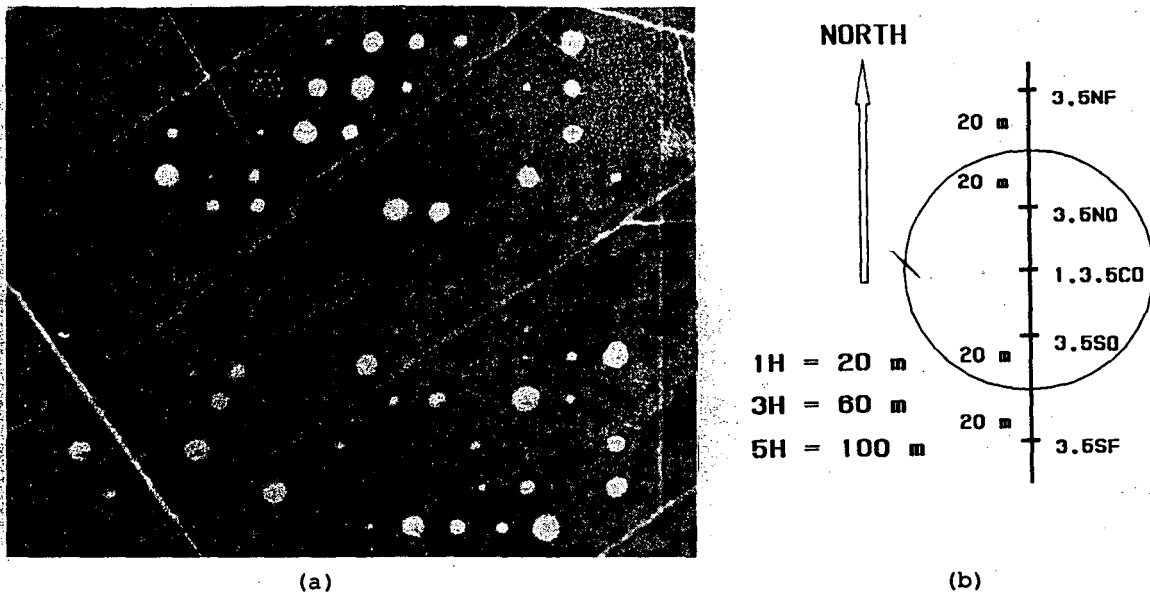 NORTH
3.5NF
20 m
20 m
3.5NO
1.3.5CO
3.5SO
20 m
1H = 20 m
3H = 60 m
5H = 100 m
20 m
3.5SF
(a)
(b)